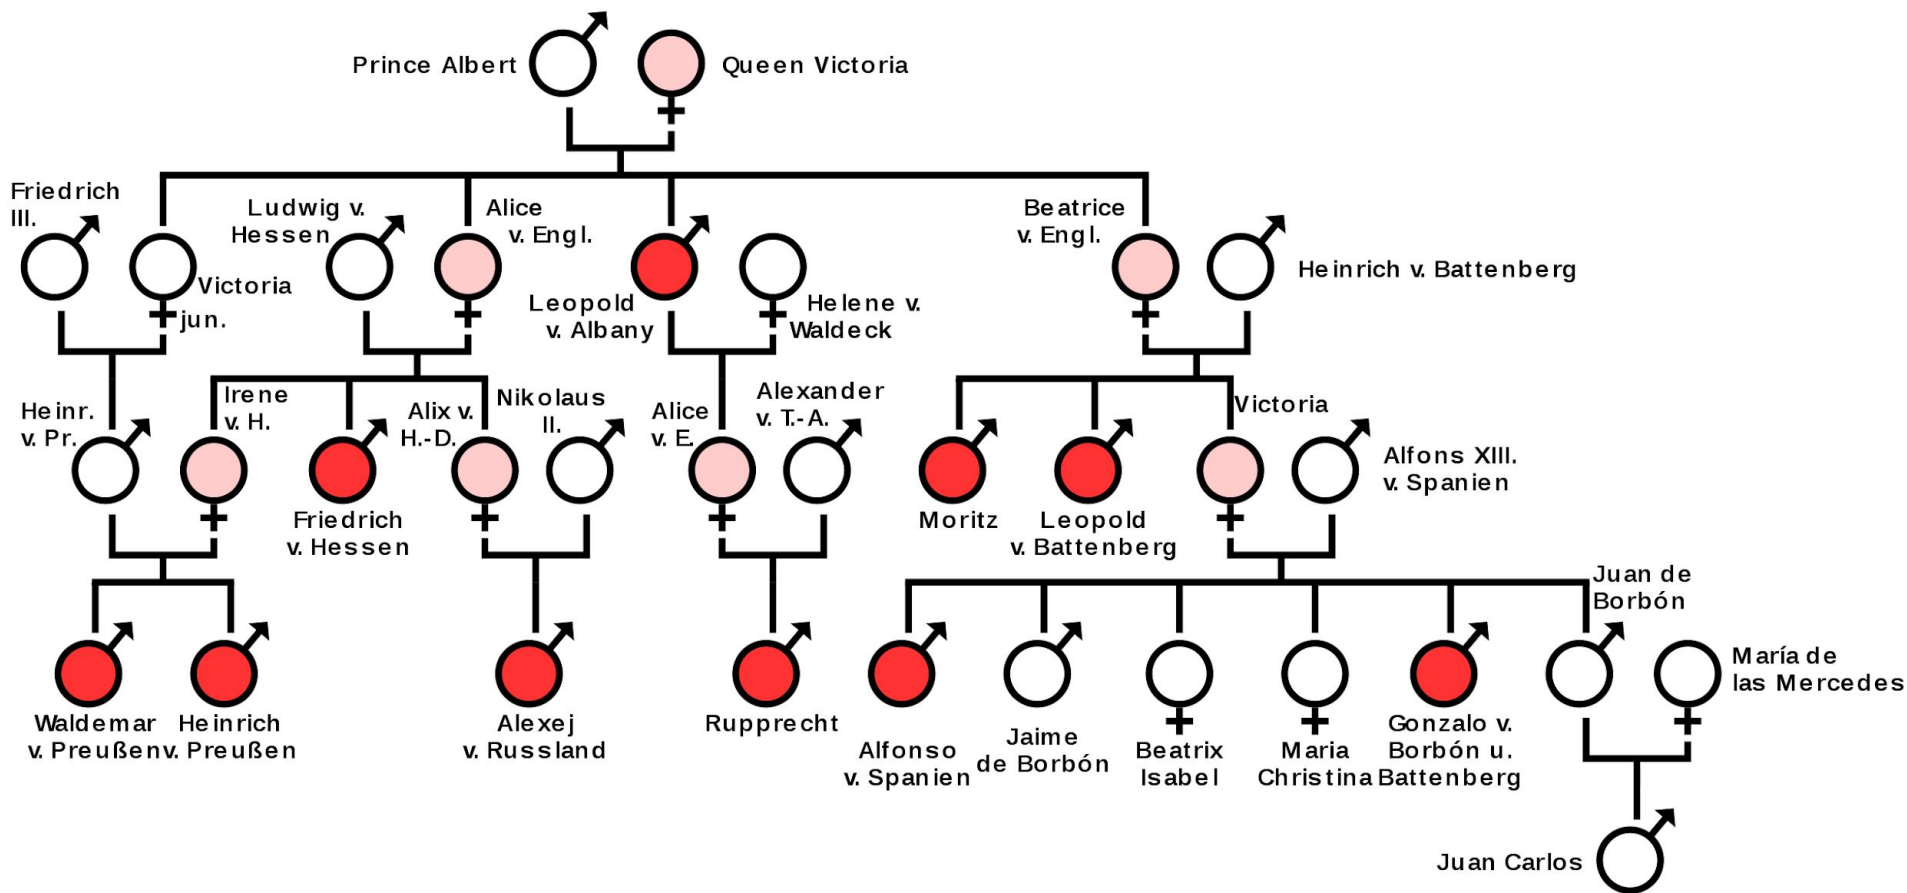 Prince Albert
Queen Victoria
Friedrich
III.
Victoria
jun.
Ludwig v.
Hessen
Alice
v. Engl.
Leopold
v. Albany
Helene v.
Waldeck
Beatrice
v. Engl.
Heinrich v. Battenberg
Heinr.
v. Pr.
Irene
v. H.
Friedrich
v. Hessen
Alix v.
H.-D.
Nikolaus
II.
Alice
v. E.
Alexander
v. T.-A.
Moritz
Leopold
v. Battenberg
Victoria
Alfons XIII.
v. Spanien
Waldemar
v. Preußen
Heinrich
v. Preußen
Alexej
v. Russland
Rupprecht
Alfonso
v. Spanien
Jaime
de Borbón
Beatrix
Isabel
Maria
Christina
Gonzalo v.
Borbón u.
Battenberg
Juan de
Borbón
María de
las Mercedes
Juan Carlos